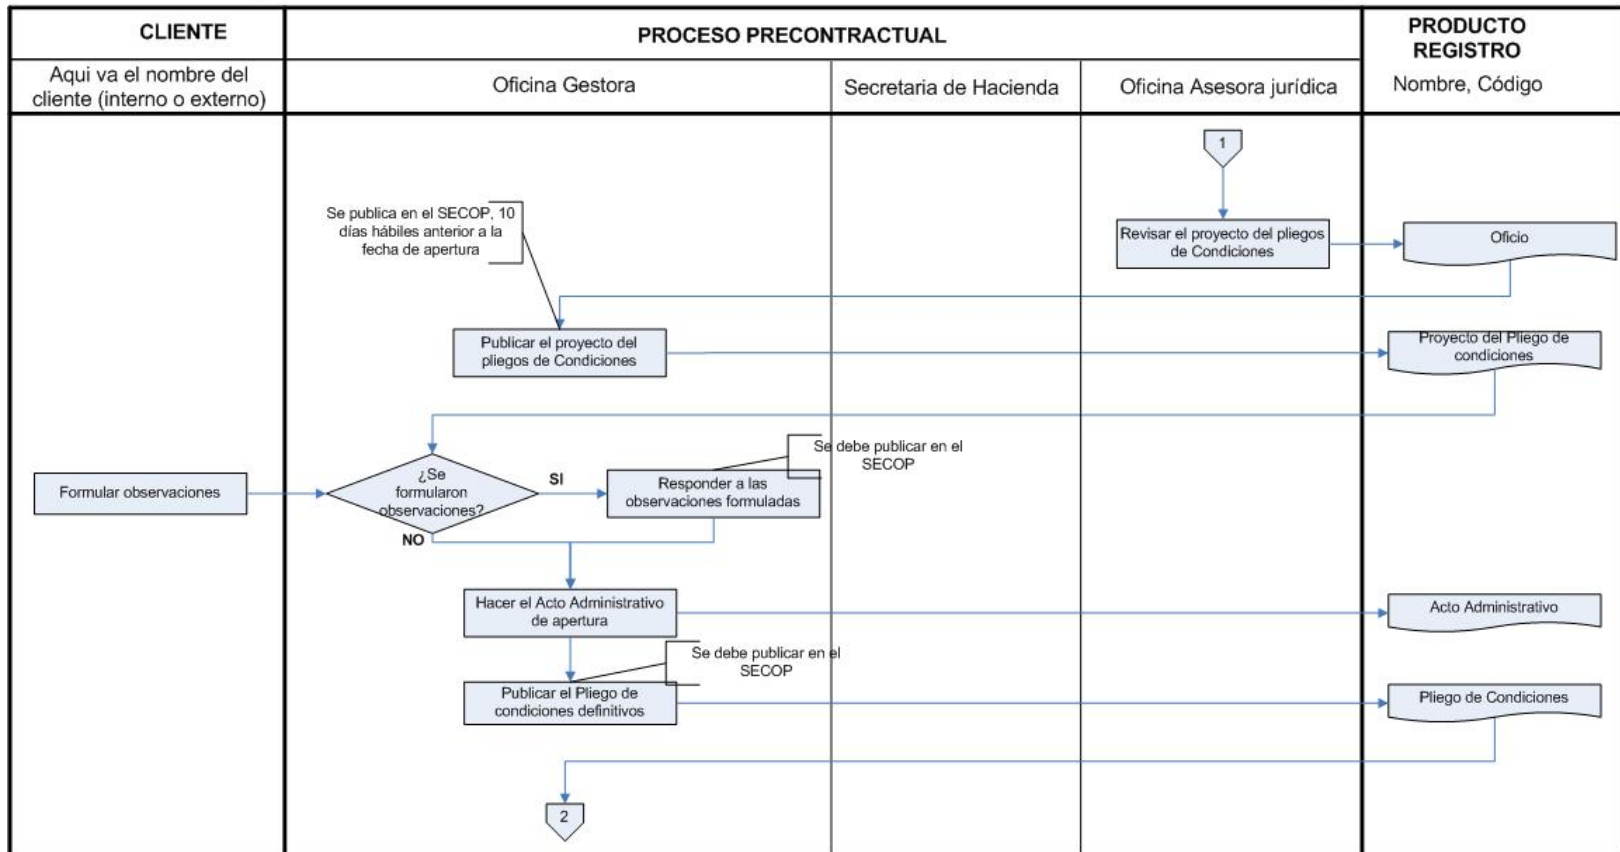 CLIENTE
PROCESO PRECONTRACTUAL
PRODUCTO
REGISTRO
Aqui va el nombre del
cliente (interno o externo)
Oficina Gestora
Secretaria de Hacienda
Oficina Asesora jurídica
Nombre, Código
1
Se publica en el SECOP, 10
días hábiles anterior a la
fecha de apertura
Revisar el proyecto del pliegos
de Condiciones
Oficio
Publicar el proyecto del
pliegos de Condiciones
Proyecto del Pliego de
condiciones
Se debe publicar en el
SECOP
Formular observaciones
¿Se
formularon
observaciones?
SI
Responder a las
observaciones formuladas
NO
Hacer el Acto Administrativo
de apertura
Acto Administrativo
Se debe publicar en el
SECOP
Publicar el Pliego de
condiciones definitivos
Pliego de Condiciones
2